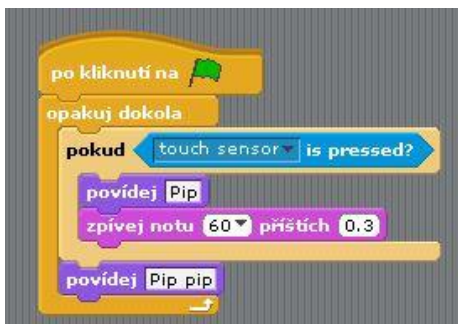 po kliknutí na
opakuj dokola
pokud touch sensor is pressed?
povídej Pip
zpívej notu 60 příštích 0.3
povídej Pip pip